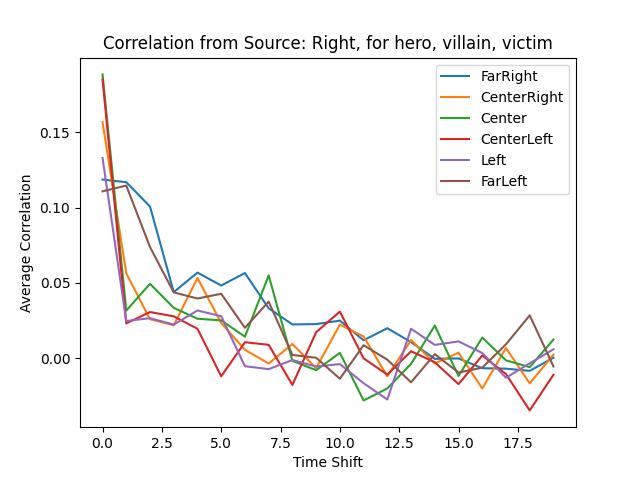 Correlation from Source: Right, for hero, villain, victim
FarRight
CenterRight
Center
CenterLeft
Left
FarLeft
Average Correlation
0.15
0.10
0.05
0.00
0.0 2.5 5.0 7.5 10.0 12.5 15.0 17.5
Time Shift